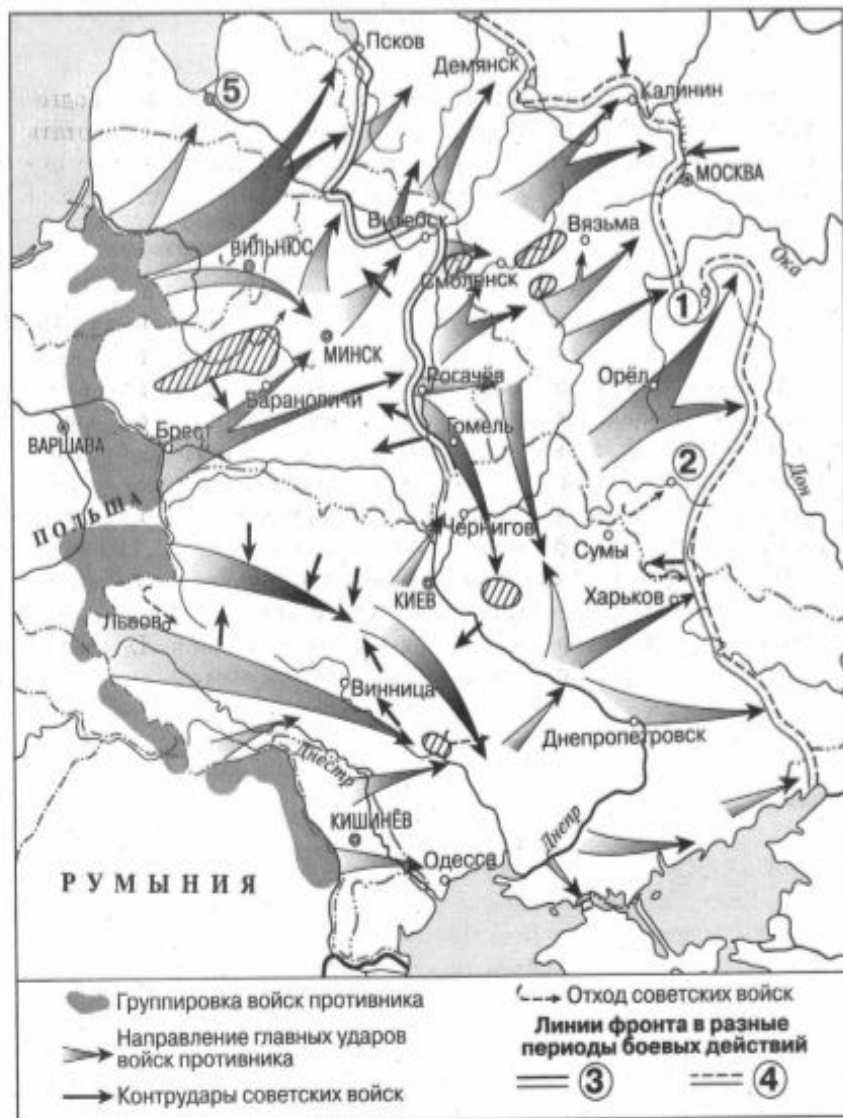 Псков
Демянск
5
Калинин
МОСКВА
Витебск
Вязьма
ВИЛЬНЮС
Смоленск
Ока
1
МИНСК
Рогачёв
Орёл
Барановичи
ВАРШАВА
Брест
Гомель
2
Дон
ПОЛЬША
Чернигов
Сумы
КИЕВ
Харьков
Львов
Винница
Днепропетровск
Днестр
КИШИНЁВ
Днепр
Одесса
РУМЫНИЯ
Группировка войск противника
Направление главных ударов
войск противника
Контрудары советских войск
Отход советских войск
Линии фронта в разные
периоды боевых действий
3 4